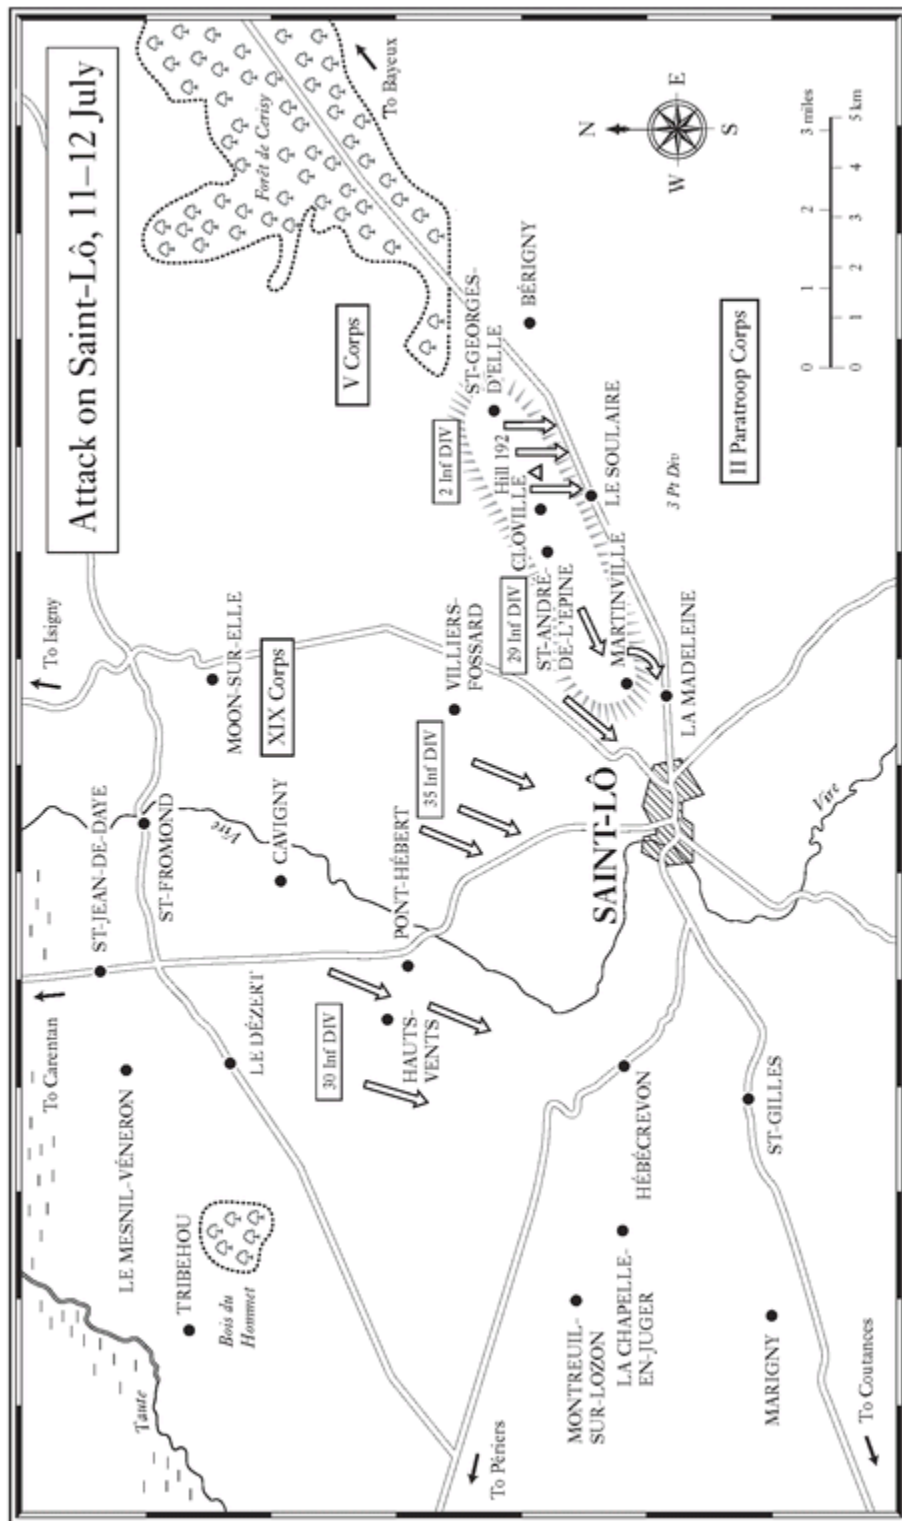 Attack on Saint-Lô, 11–12 July
To Carentan
To Isigny
To Bayeux
Taute
LE MESNIL-VÉNERON
ST-JEAN-DE-DAYE
TRIBEHOU
ST-FROMOND
MOON-SUR-ELLE
Forêt de Cerisy
Bois du
Hommet
LE DÉZERT
Vire
CAVIGNY
XIX Corps
V Corps
30 Inf DIV
35 Inf DIV
2 Inf DIV
HAUTS-
VENTS
PONT-HÉBERT
VILLIERS-
FOSSARD
ST-GEORGES-
D'ELLE
Hill 192
CLOVILLE
BÉRIGNY
29 Inf DIV
ST-ANDRÉ-
DE-L'ÉPINE
To Périers
MONTREUIL-
SUR-LOZON
LA CHAPELLE-
EN-JUGER
HÉBÉCREVON
SAINT-LÔ
MARTINVILLE
LE SOULAIRE
LA MADELEINE
3 Pt Div
II Paratroop Corps
MARIGNY
ST-GILLES
Vire
To Coutances
N
W
E
S
0 1 2 3 miles
0 1 2 3 4 5 km